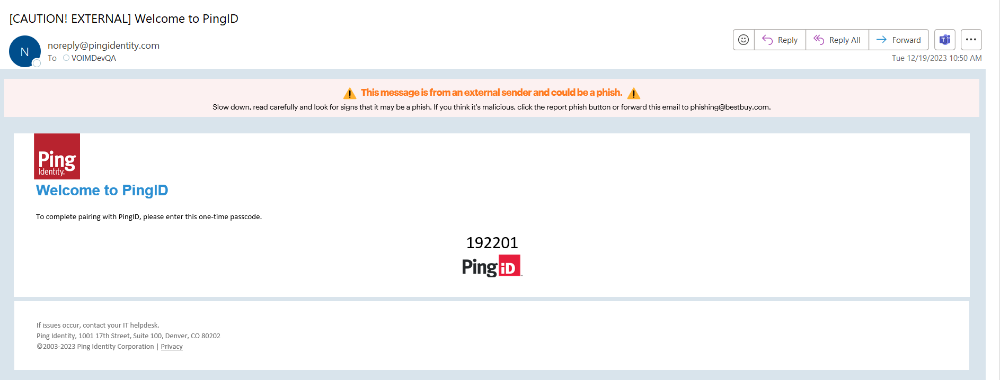 [CAUTION! EXTERNAL] Welcome to PingID
N
noreply@pingidentity.com
To VOIMDevQA
Reply
Reply All
Forward
Tue 12/19/2023 10:50 AM
This message is from an external sender and could be a phish.
Slow down, read carefully and look for signs that it may be a phish. If you think it's malicious, click the report phish button or forward this email to phishing@bestbuy.com.
Ping
Identity.
Welcome to PingID
To complete pairing with PingID, please enter this one-time passcode.
192201
Ping iD
If issues occur, contact your IT helpdesk.
Ping Identity, 1001 17th Street, Suite 100, Denver, CO 80202
©2003-2023 Ping Identity Corporation | Privacy